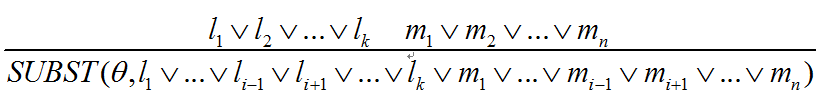 l₁ ∨ l₂ ∨ ... ∨ lₖ m₁ ∨ m₂ ∨ ... ∨ mₙ
SUBST(θ, l₁ ∨ ... ∨ lᵢ₋₁ ∨ lᵢ₊₁ ∨ ... ∨ lₖ ∨ m₁ ∨ ... ∨ mᵢ₋₁ ∨ mᵢ₊₁ ∨ ... ∨ mₙ)